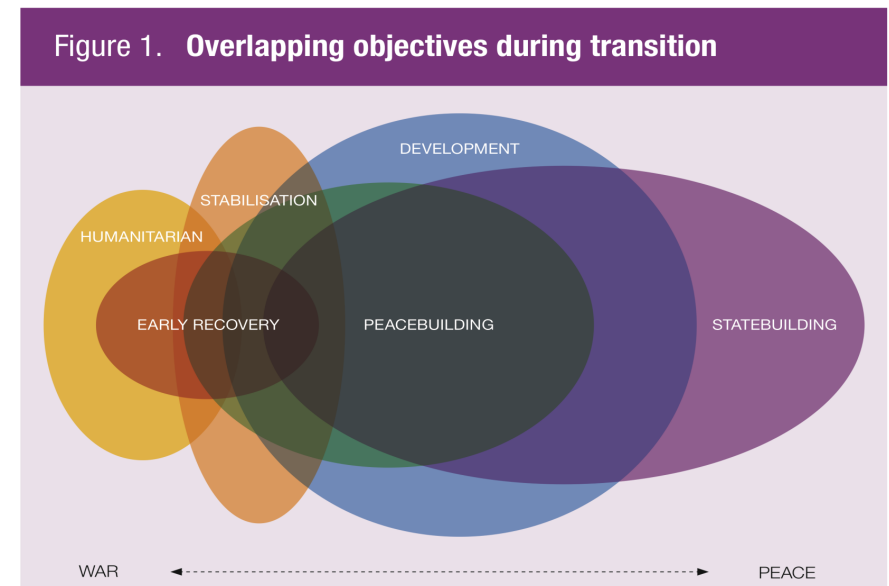 Figure 1. Overlapping objectives during transition
DEVELOPMENT
STABILISATION
HUMANITARIAN
EARLY RECOVERY
PEACEBUILDING
STATEBUILDING
WAR
PEACE